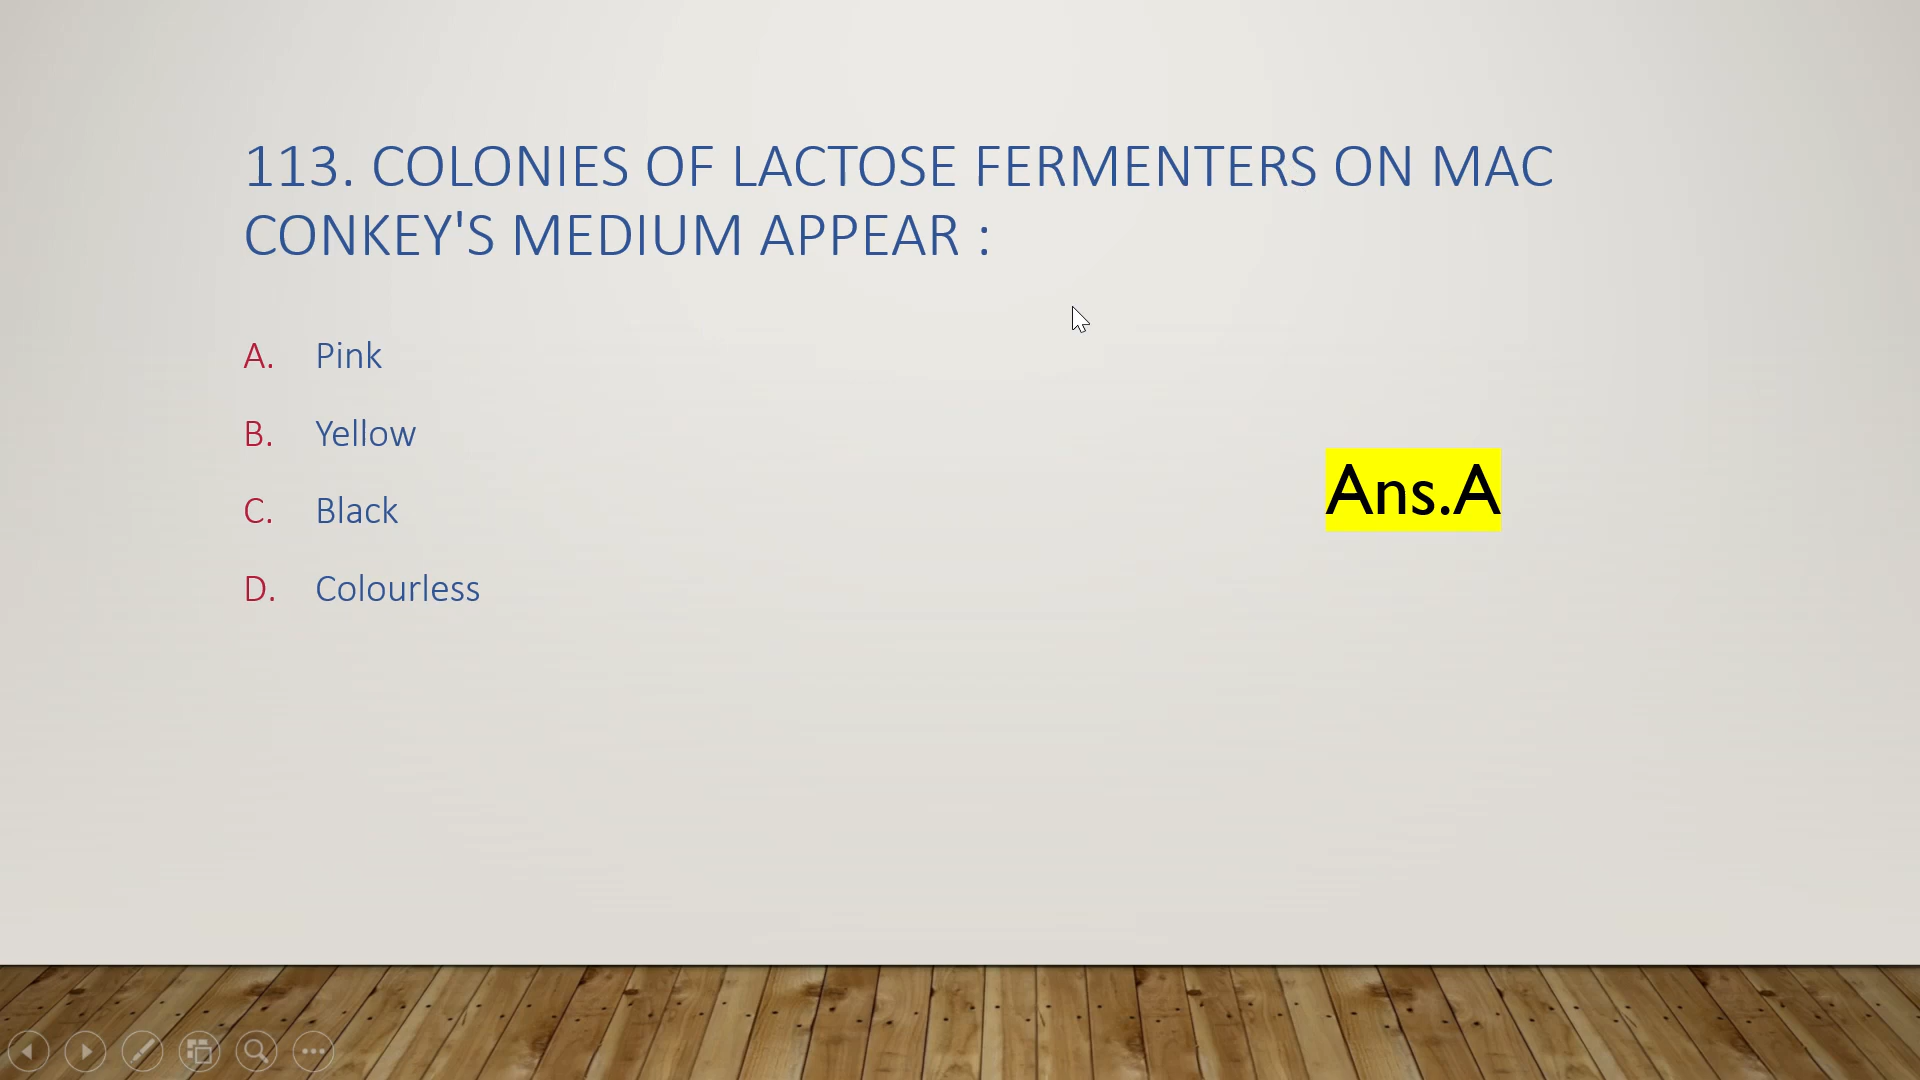 113. COLONIES OF LACTOSE FERMENTERS ON MAC
CONKEY'S MEDIUM APPEAR :
A. Pink
B. Yellow
C. Black
D. Colourless
Ans.A